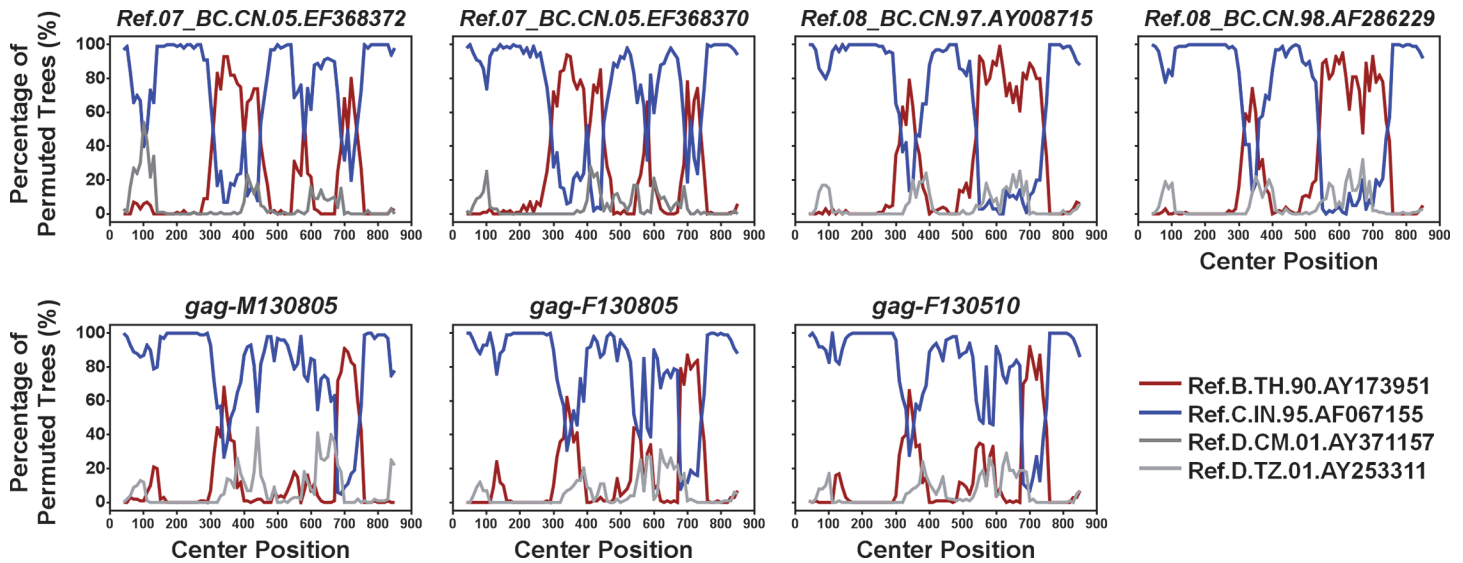 Ref.07_BC.CN.05.EF368372 Ref.07_BC.CN.05.EF368370 Ref.08_BC.CN.97.AY008715 Ref.08_BC.CN.98.AF286229
Percentage of
Permuted Trees (%)
100
80
60
40
20
0
0 100 200 300 400 500 600 700 800 900
0 100 200 300 400 500 600 700 800 900
0 100 200 300 400 500 600 700 800 900
0 100 200 300 400 500 600 700 800 900
Center Position
gag-M130805 gag-F130805 gag-F130510
Percentage of
Permuted Trees (%)
100
80
60
40
20
0
0 100 200 300 400 500 600 700 800 900
0 100 200 300 400 500 600 700 800 900
0 100 200 300 400 500 600 700 800 900
Center Position Center Position Center Position
Ref.B.TH.90.AY173951
Ref.C.IN.95.AF067155
Ref.D.CM.01.AY371157
Ref.D.TZ.01.AY253311